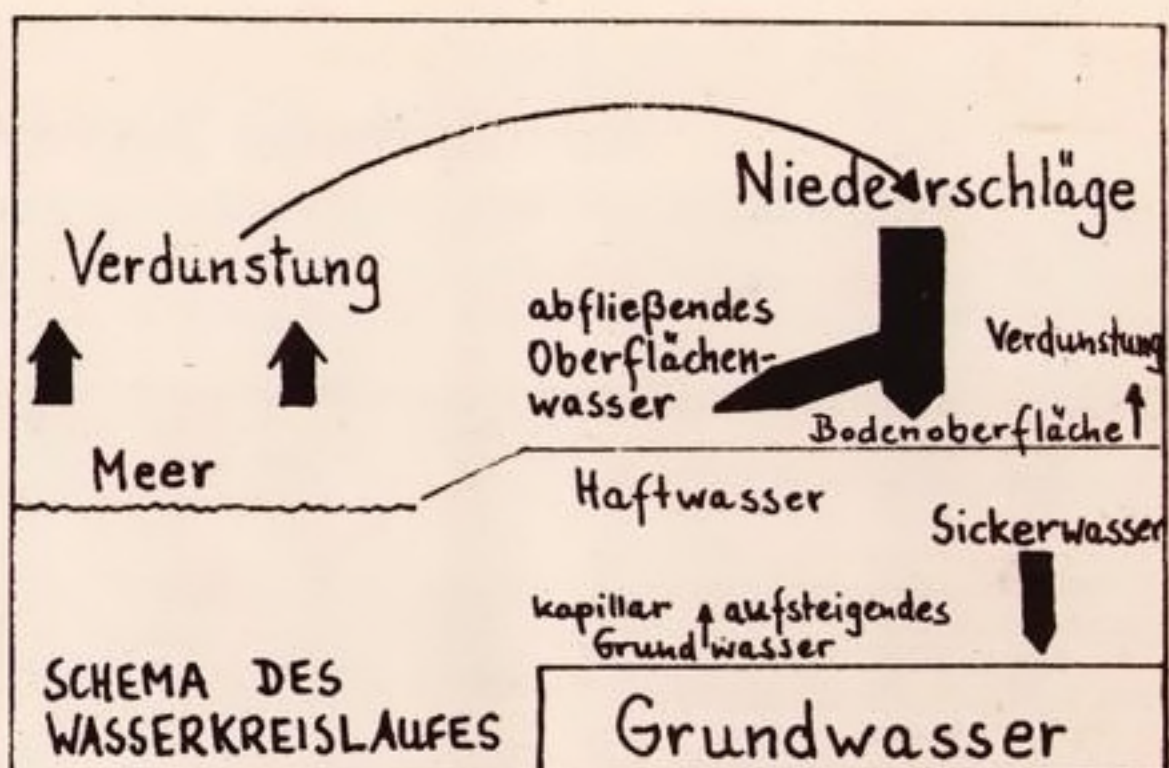 Niederschläge
Verdunstung
abfließendes
Oberflächen-
wasser
Verdunstung
Bodenoberfläche
Meer
Haftwasser
Sickerwasser
kapillar aufsteigendes
Grundwasser
SCHEMA DES
WASSERKREISLAUFES
Grundwasser